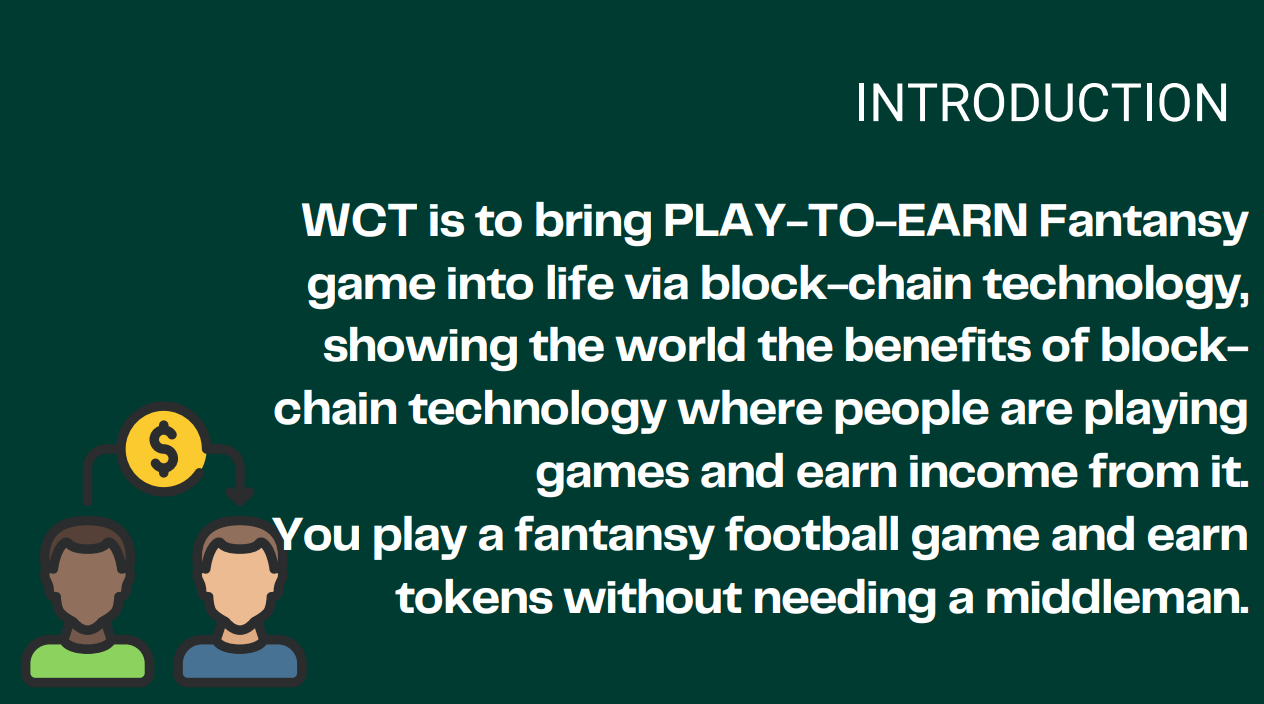 INTRODUCTION
WCT is to bring PLAY-TO-EARN Fantansy
game into life via block-chain technology,
showing the world the benefits of block-
chain technology where people are playing
games and earn income from it.
You play a fantansy football game and earn
tokens without needing a middleman.
$